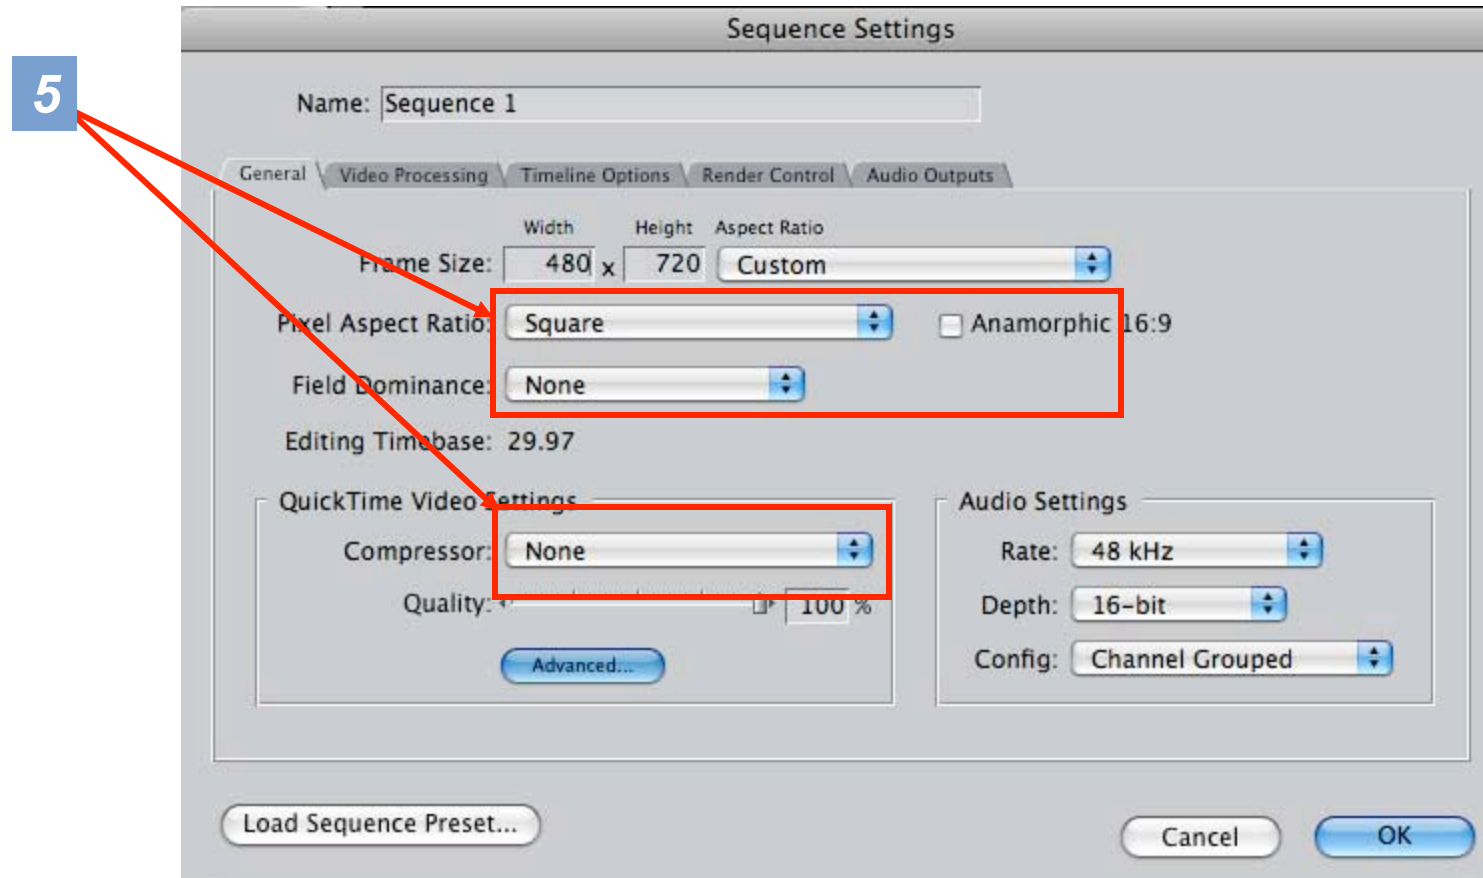 Sequence Settings
5
Name: Sequence 1
General Video Processing Timeline Options Render Control Audio Outputs
Width Height Aspect Ratio
Frame Size: 480 x 720 Custom
Pixel Aspect Ratio: Square Anamorphic 16:9
Field Dominance: None
Editing Timebase: 29.97
QuickTime Video Settings Audio Settings
Compressor: None Rate: 48 kHz
Quality: 100 % Depth: 16-bit
Advanced... Config: Channel Grouped
Load Sequence Preset... Cancel OK